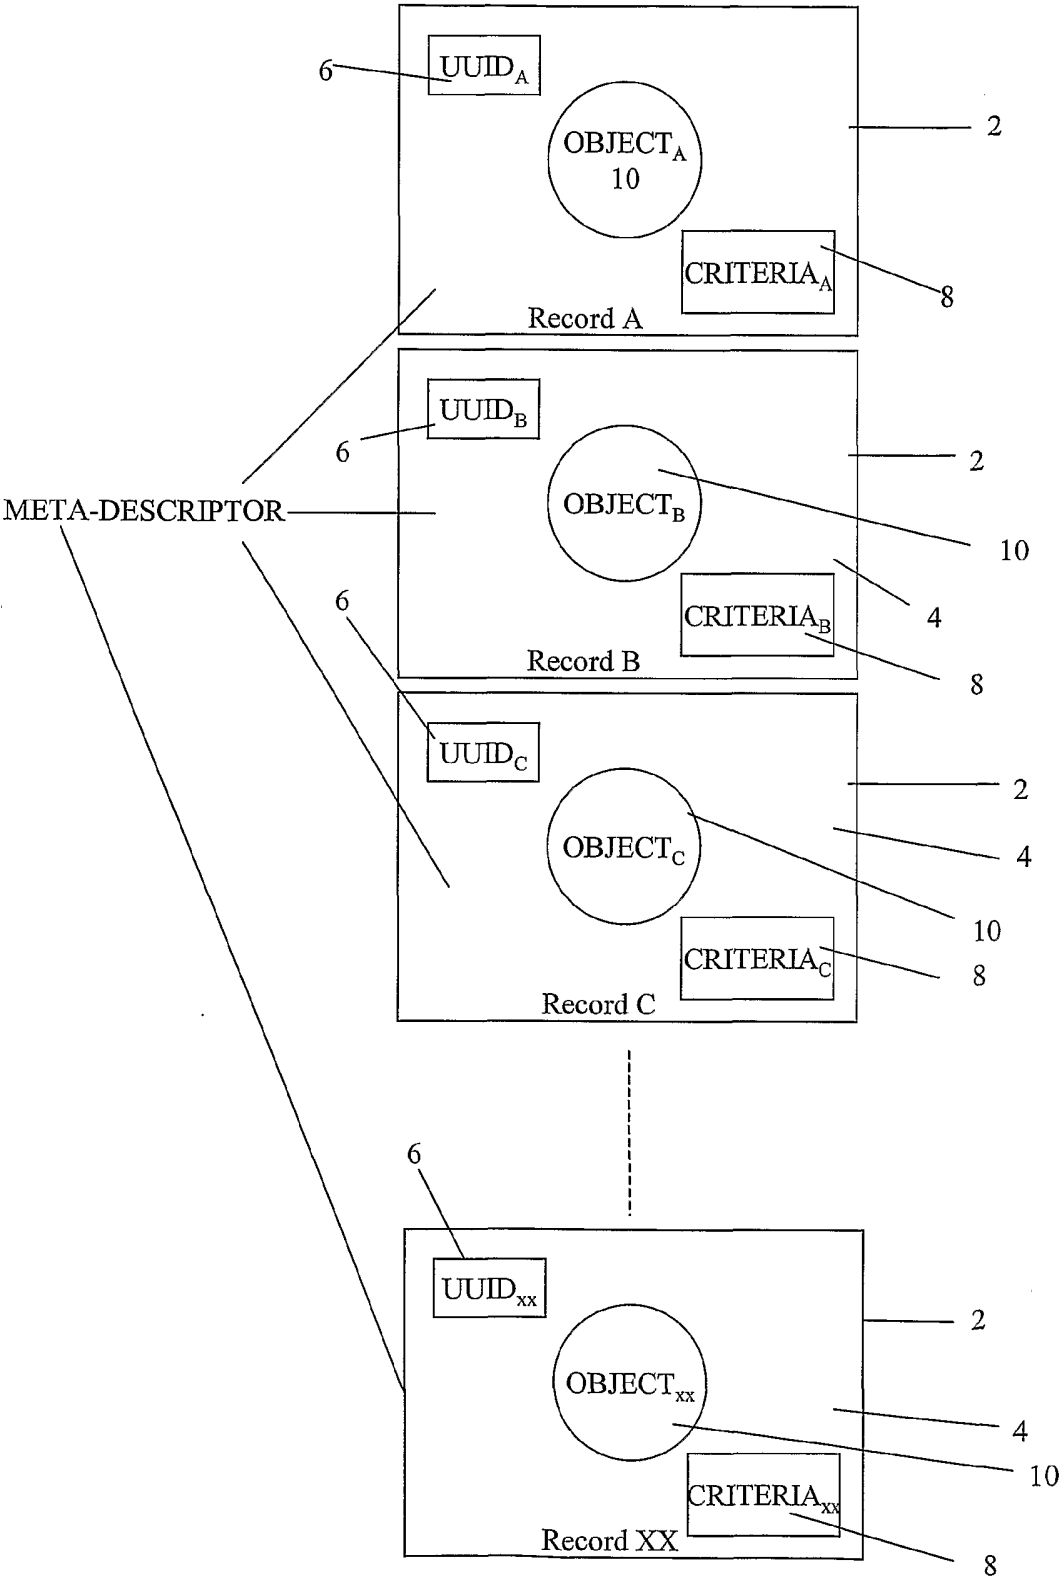 6
UUIDA
2
OBJECTA
10
CRITERIAA
8
Record A
UUIDB
6
2
META-DESCRIPTOR
OBJECTB
10
6
4
CRITERIAB
8
Record B
UUIDC
2
OBJECTC
4
10
CRITERIAC
8
Record C
6
UUIDxx
2
OBJECTxx
4
10
CRITERIAxx
Record XX
8